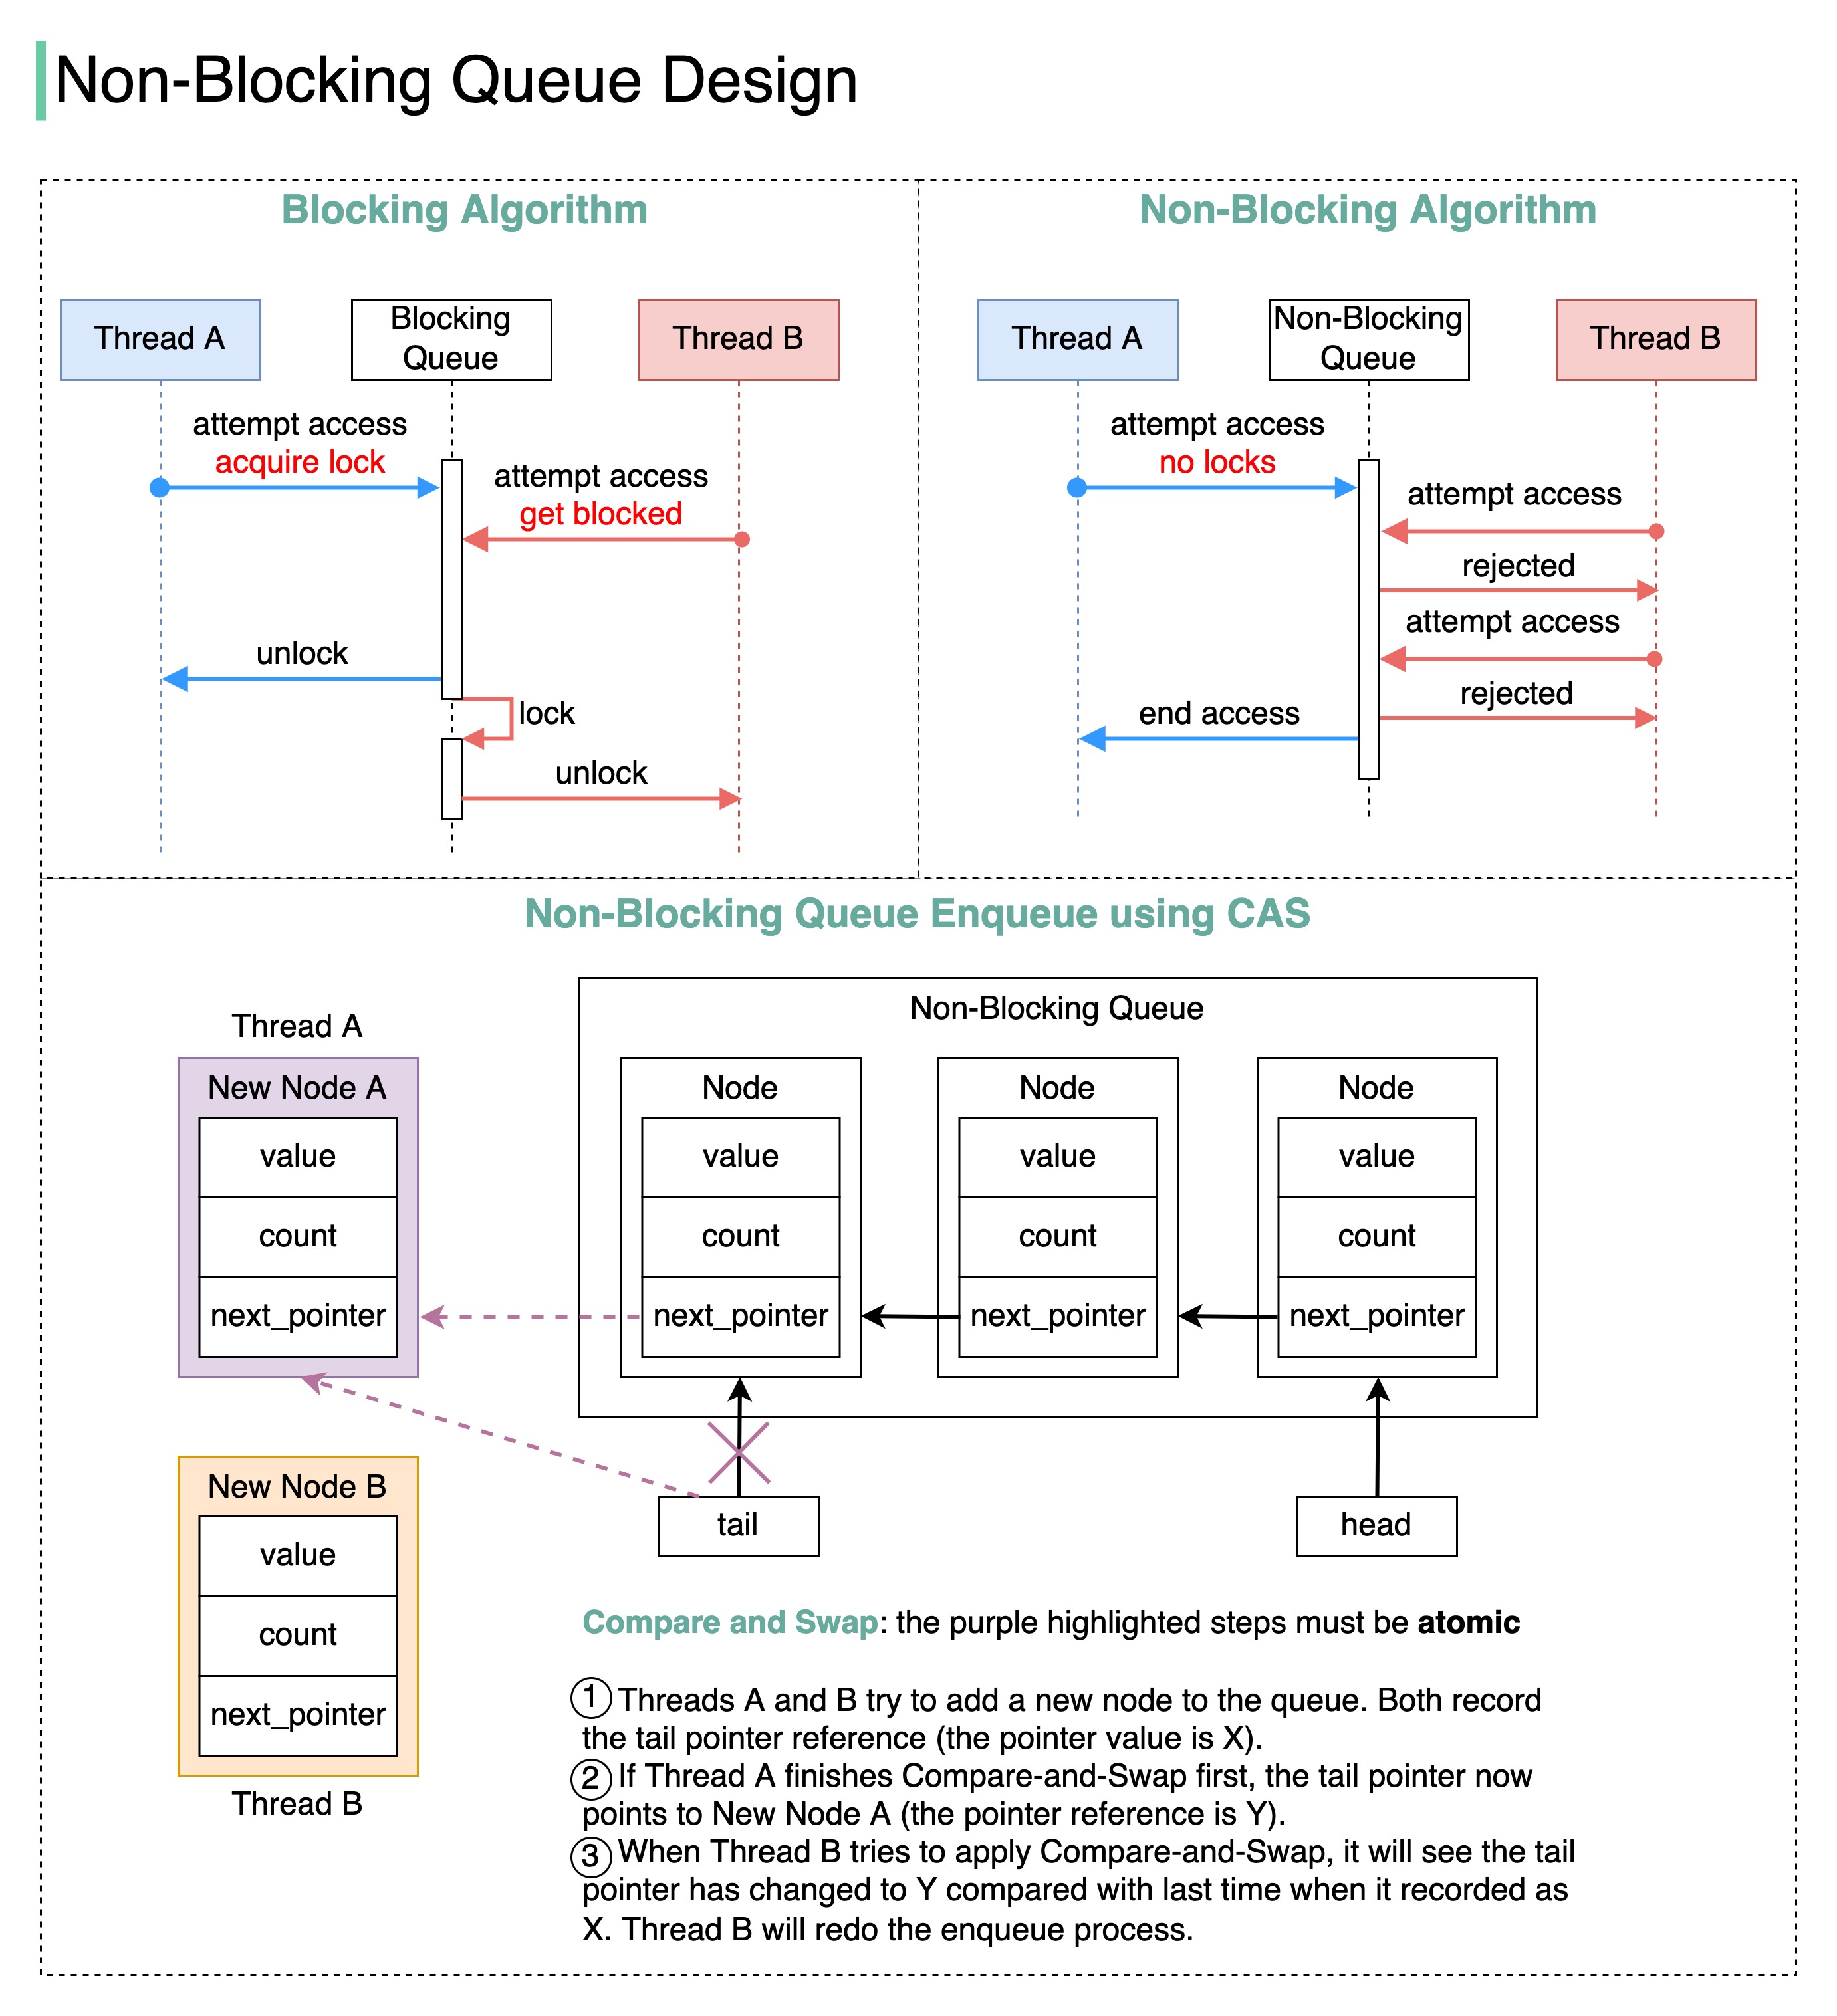 Non-Blocking Queue Design
Blocking Algorithm
Thread A
Blocking
Queue
Thread B
attempt access
acquire lock
attempt access
get blocked
unlock
lock
unlock
Non-Blocking Algorithm
Thread A
Non-Blocking
Queue
Thread B
attempt access
no locks
attempt access
rejected
attempt access
rejected
end access
Non-Blocking Queue Enqueue using CAS
Thread A
New Node A
value
count
next_pointer
New Node B
value
count
next_pointer
Thread B
Non-Blocking Queue
Node
value
count
next_pointer
Node
value
count
next_pointer
Node
value
count
next_pointer
tail
head
Compare and Swap: the purple highlighted steps must be atomic
1 Threads A and B try to add a new node to the queue. Both record
the tail pointer reference (the pointer value is X).
2 If Thread A finishes Compare-and-Swap first, the tail pointer now
points to New Node A (the pointer reference is Y).
3 When Thread B tries to apply Compare-and-Swap, it will see the tail
pointer has changed to Y compared with last time when it recorded as
X. Thread B will redo the enqueue process.